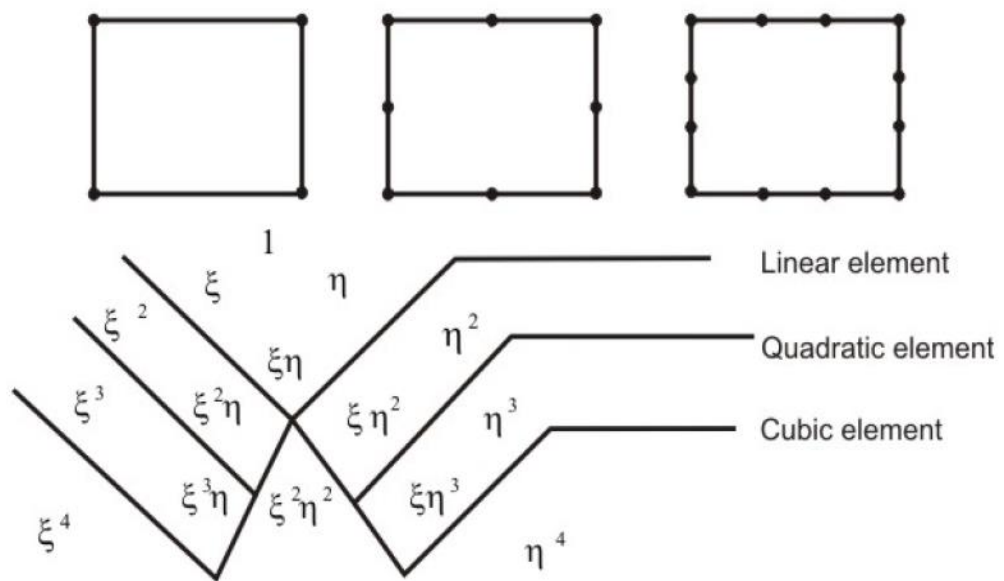 1
Linear element
ξ η
ξ² η²
Quadratic element
ξη
ξ³ ξ²η ξη² η³
Cubic element
ξ³η ξ²η² ξη³
ξ⁴ η⁴